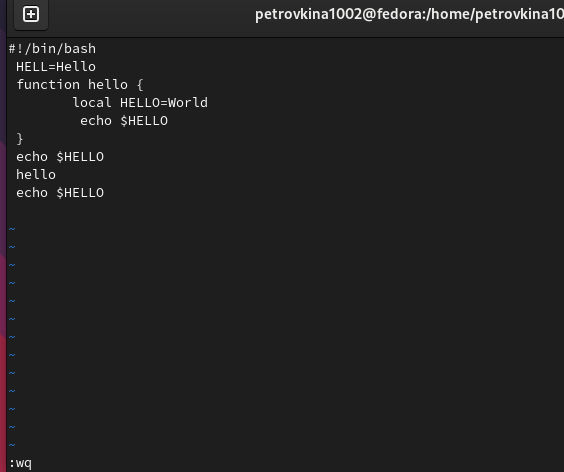 petrovkina1002@fedora:/home/petrovkina10
#!/bin/bash
HELL=Hello
function hello {
local HELLO=World
echo $HELLO
}
echo $HELLO
hello
echo $HELLO
~
~
~
~
~
~
~
~
~
~
~
~
~
:wq